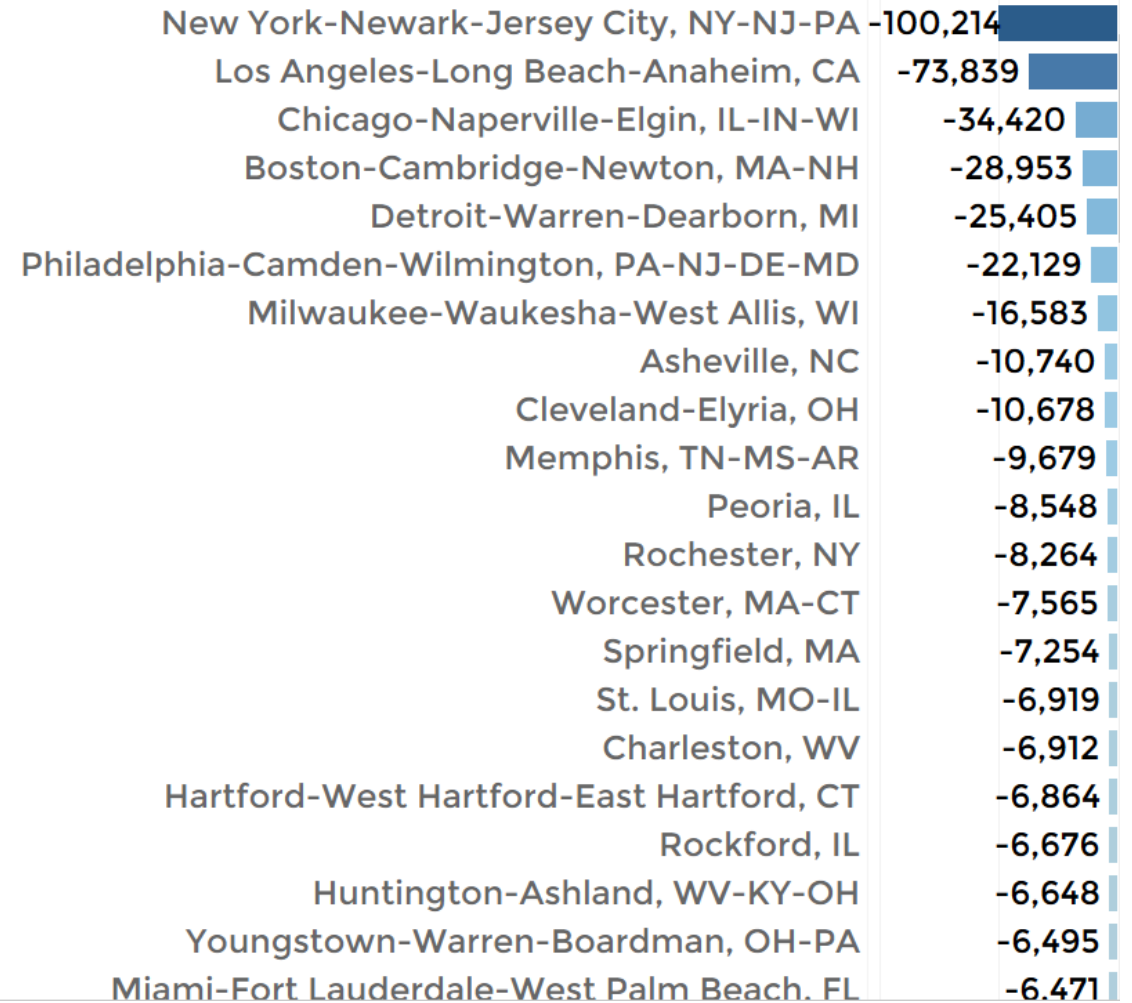 New York-Newark-Jersey City, NY-NJ-PA -100,214
Los Angeles-Long Beach-Anaheim, CA -73,839
Chicago-Naperville-Elgin, IL-IN-WI -34,420
Boston-Cambridge-Newton, MA-NH -28,953
Detroit-Warren-Dearborn, MI -25,405
Philadelphia-Camden-Wilmington, PA-NJ-DE-MD -22,129
Milwaukee-Waukesha-West Allis, WI -16,583
Asheville, NC -10,740
Cleveland-Elyria, OH -10,678
Memphis, TN-MS-AR -9,679
Peoria, IL -8,548
Rochester, NY -8,264
Worcester, MA-CT -7,565
Springfield, MA -7,254
St. Louis, MO-IL -6,919
Charleston, WV -6,912
Hartford-West Hartford-East Hartford, CT -6,864
Rockford, IL -6,676
Huntington-Ashland, WV-KY-OH -6,648
Youngstown-Warren-Boardman, OH-PA -6,495
Miami-Fort Lauderdale-West Palm Beach, FL -6,471